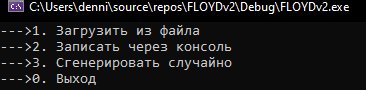 C:\Users\denni\source\repos\FLOYDv2\Debug\FLOYDv2.exe
--->1. Загрузить из файла
--->2. Записать через консоль
--->3. Сгенерировать случайно
--->0. Выход